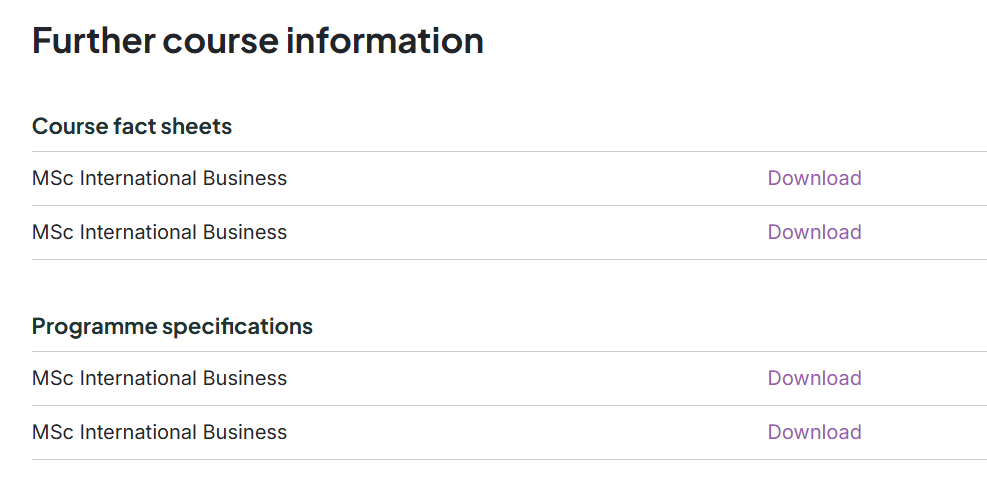 Further course information
Course fact sheets
MSc International Business Download
MSc International Business Download
Programme specifications
MSc International Business Download
MSc International Business Download